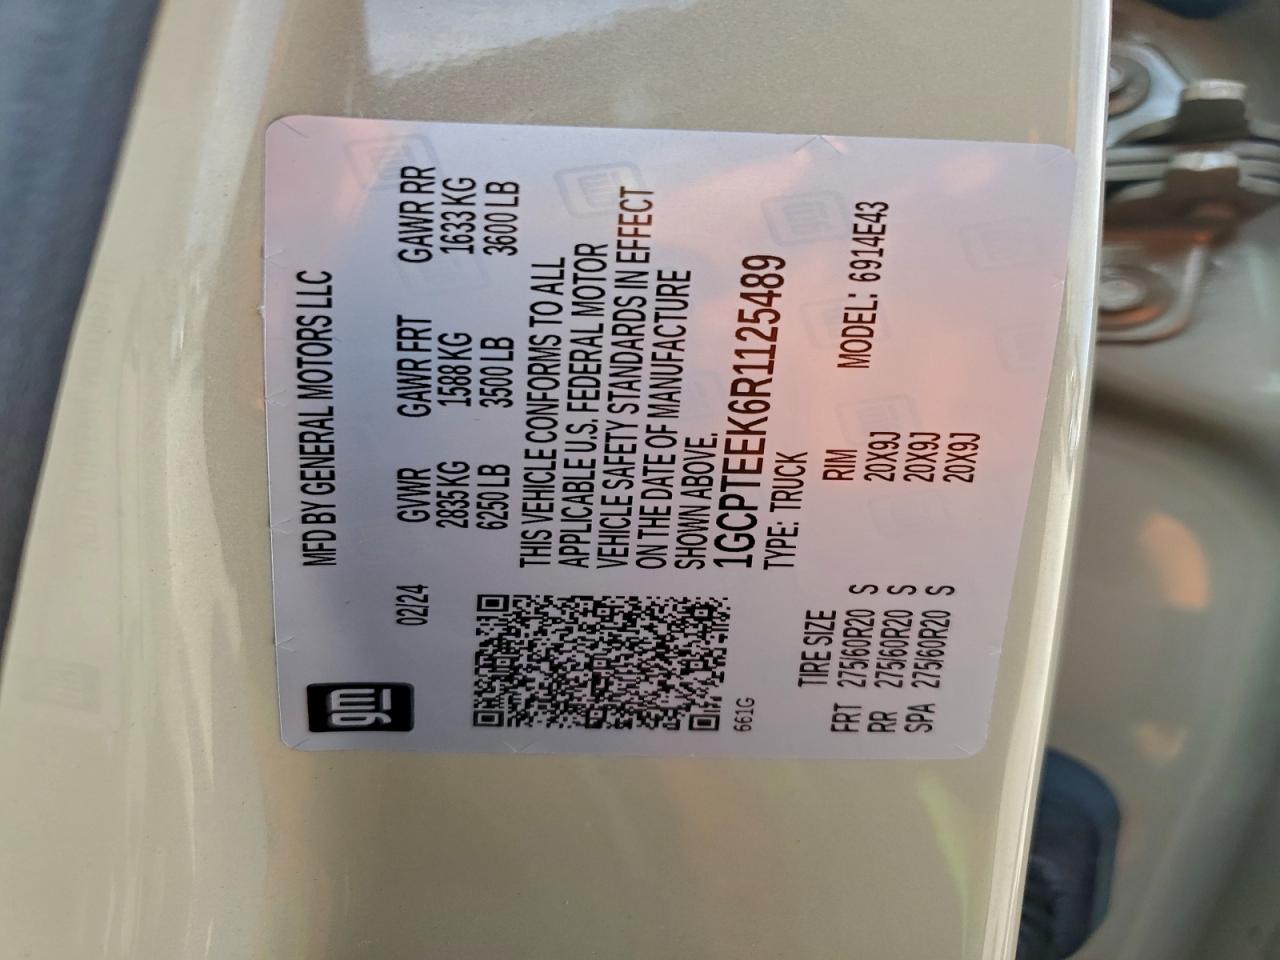 gm
MFD BY GENERAL MOTORS LLC
02/24
GVWR GAWR FRT GAWR RR
2835 KG 1588 KG 1633 KG
6250 LB 3500 LB 3600 LB
THIS VEHICLE CONFORMS TO ALL
APPLICABLE U.S. FEDERAL MOTOR
VEHICLE SAFETY STANDARDS IN EFFECT
ON THE DATE OF MANUFACTURE
SHOWN ABOVE.
1GCPTEEK6R1125489
661G
TYPE: TRUCK
TIRE SIZE RIM MODEL: 6914E43
FRT 275/60R20 S 20X9J
RR 275/60R20 S 20X9J
SPA 275/60R20 S 20X9J